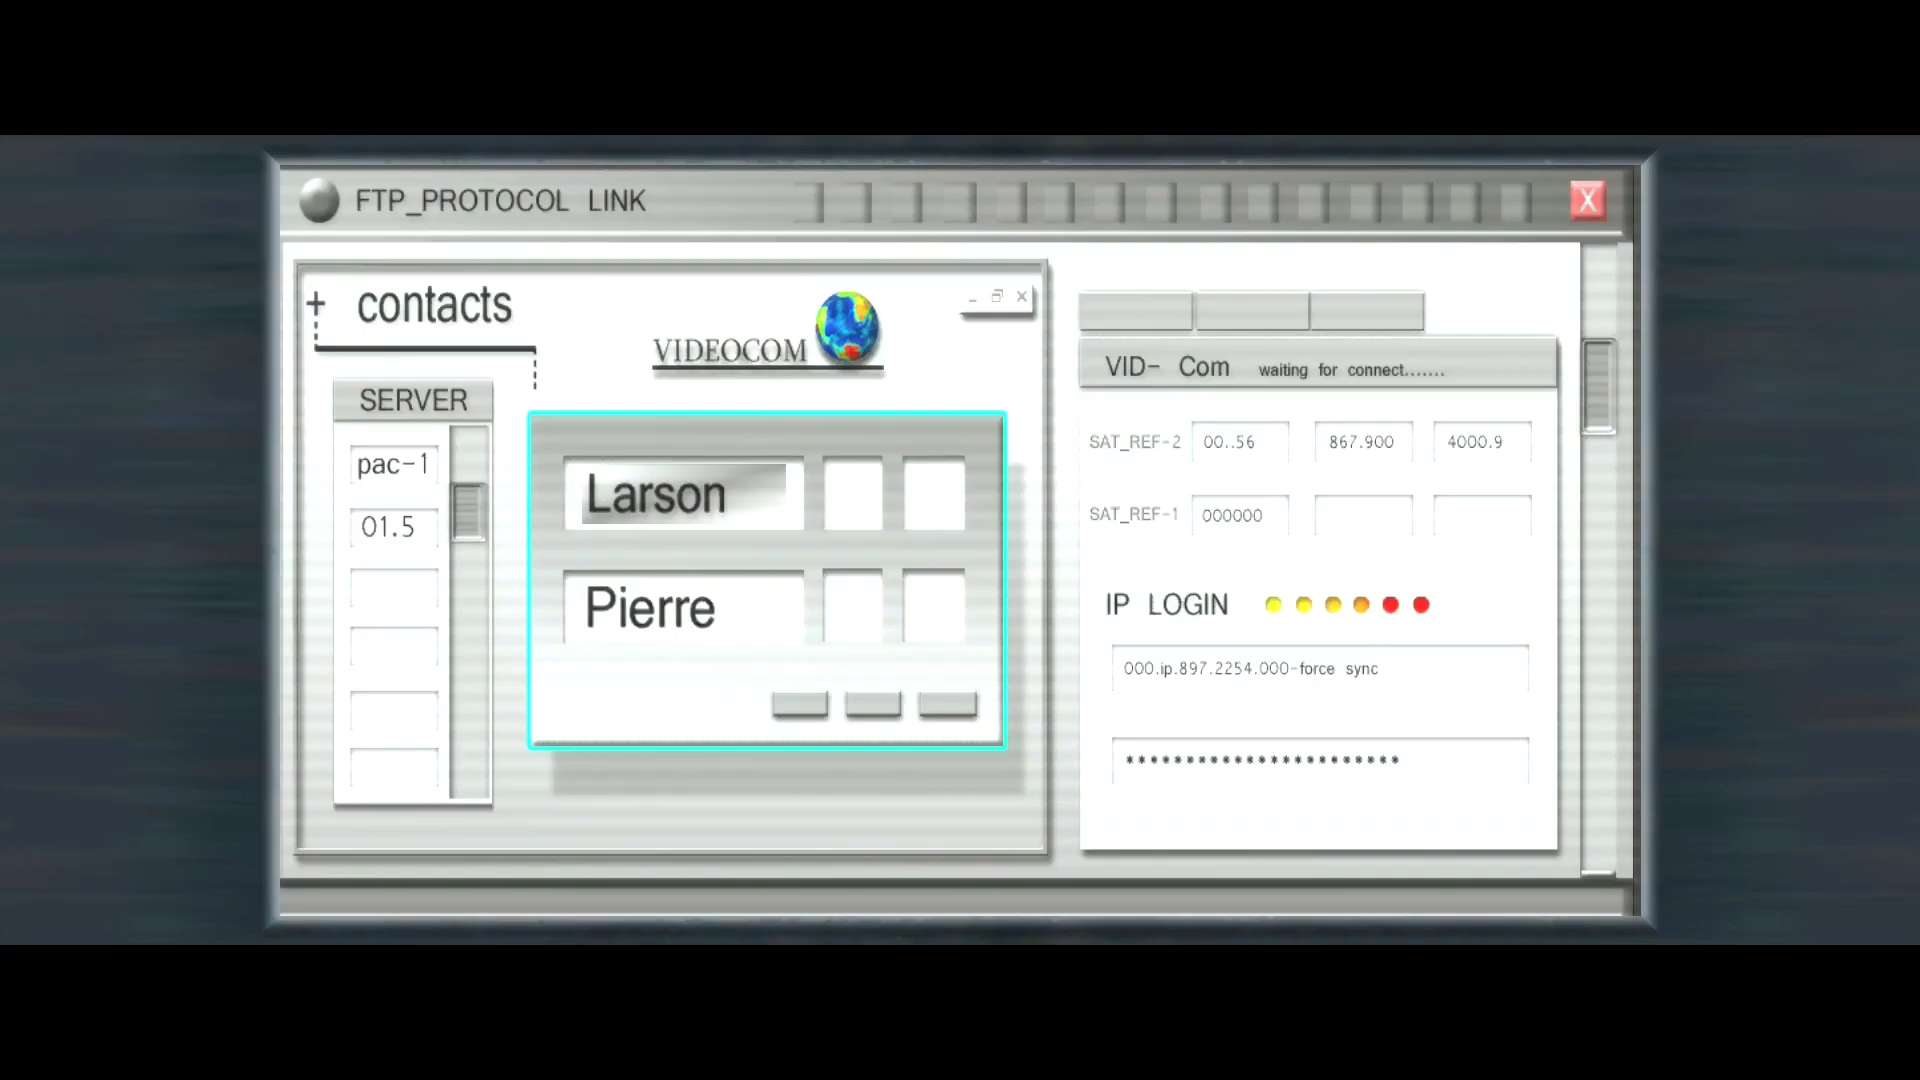 FTP_PROTOCOL LINK
X
+ contacts
VIDEOCOM
SERVER
pac-1
01.5
Larson
Pierre
VID- Com waiting for connect.......
SAT_REF-2 00..56 867.900 4000.9
SAT_REF-1 000000
IP LOGIN
000.ip.897.2254.000-force sync
***********************